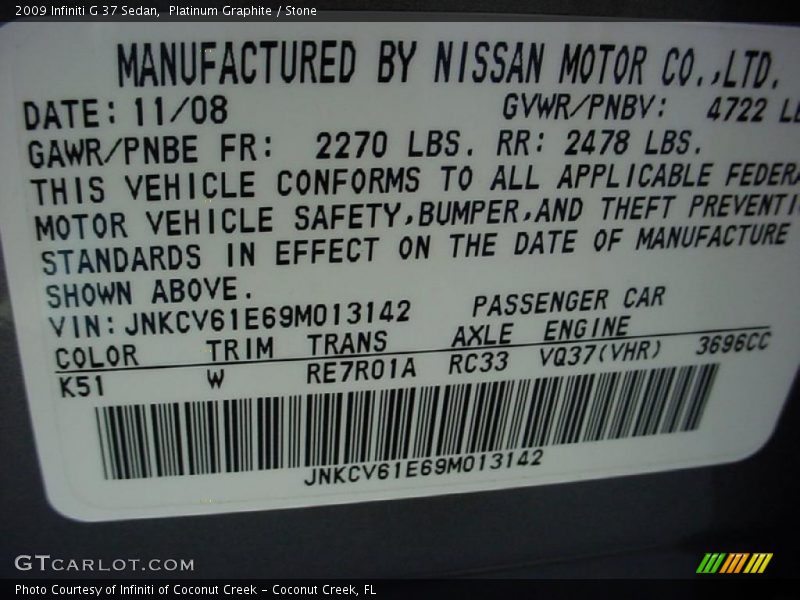 2009 Infiniti G 37 Sedan,  Platinum Graphite / Stone
MANUFACTURED BY NISSAN MOTOR CO.,LTD.
DATE: 11/08 GVWR/PNBV: 4722 LB
GAWR/PNBE FR: 2270 LBS. RR: 2478 LBS.
THIS VEHICLE CONFORMS TO ALL APPLICABLE FEDERA
MOTOR VEHICLE SAFETY,BUMPER,AND THEFT PREVENTI
STANDARDS IN EFFECT ON THE DATE OF MANUFACTURE
SHOWN ABOVE.
VIN:JNKCV61E69M013142 PASSENGER CAR
COLOR TRIM TRANS AXLE ENGINE
K51 W RE7R01A RC33 VQ37(VHR) 3696CC
JNKCV61E69M013142
GTCARLOT.COM
Photo Courtesy of Infiniti of Coconut Creek – Coconut Creek, FL